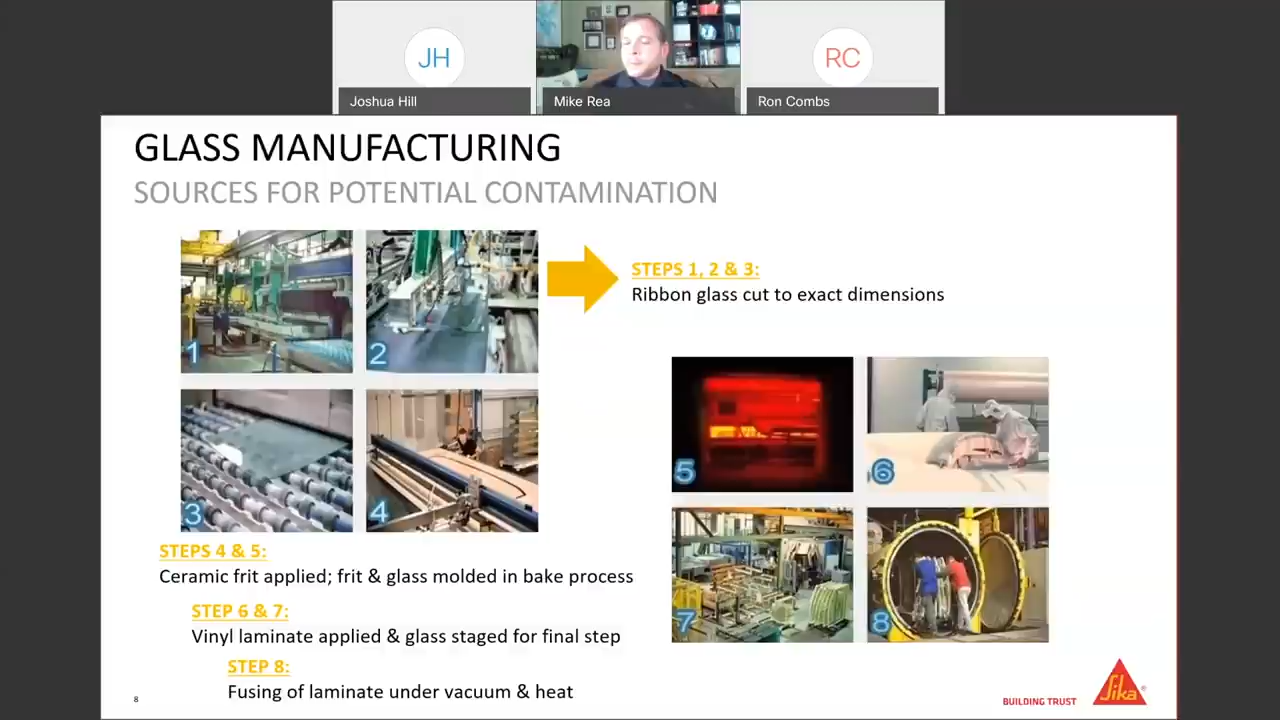 JH
RC
Joshua Hill
Mike Rea
Ron Combs
GLASS MANUFACTURING
SOURCES FOR POTENTIAL CONTAMINATION
1
2
3
4
STEPS 1, 2 & 3:
Ribbon glass cut to exact dimensions
5
6
7
8
STEPS 4 & 5:
Ceramic frit applied; frit & glass molded in bake process
STEP 6 & 7:
Vinyl laminate applied & glass staged for final step
STEP 8:
Fusing of laminate under vacuum & heat
8
BUILDING TRUST
Sika